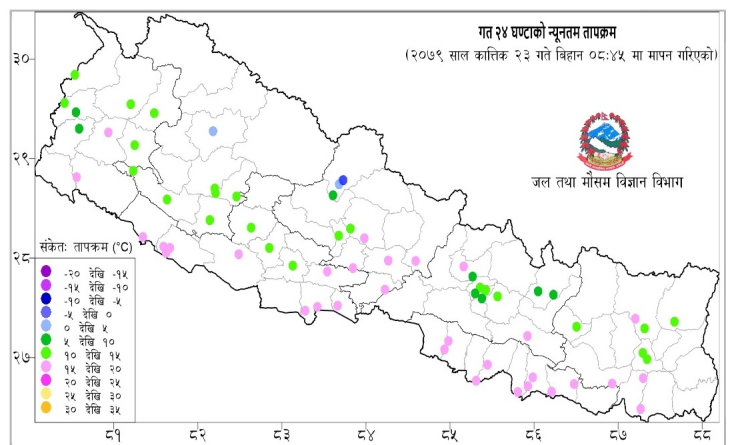 गत २४ घण्टाको न्यूनतम तापक्रम
(२०७९ साल कात्तिक २३ गते बिहान ०८:४५ मा मापन गरिएको)
जल तथा मौसम विज्ञान विभाग
३०
२९
२८
२७
संकेतः तापक्रम (°C)
-२० देखि -१५
-१५ देखि -१०
-१० देखि -५
-५ देखि ०
० देखि ५
५ देखि १०
१० देखि १५
१५ देखि २०
२० देखि २५
२५ देखि ३०
३० देखि ३५
८१ ८२ ८३ ८४ ८५ ८६ ८७ ८८